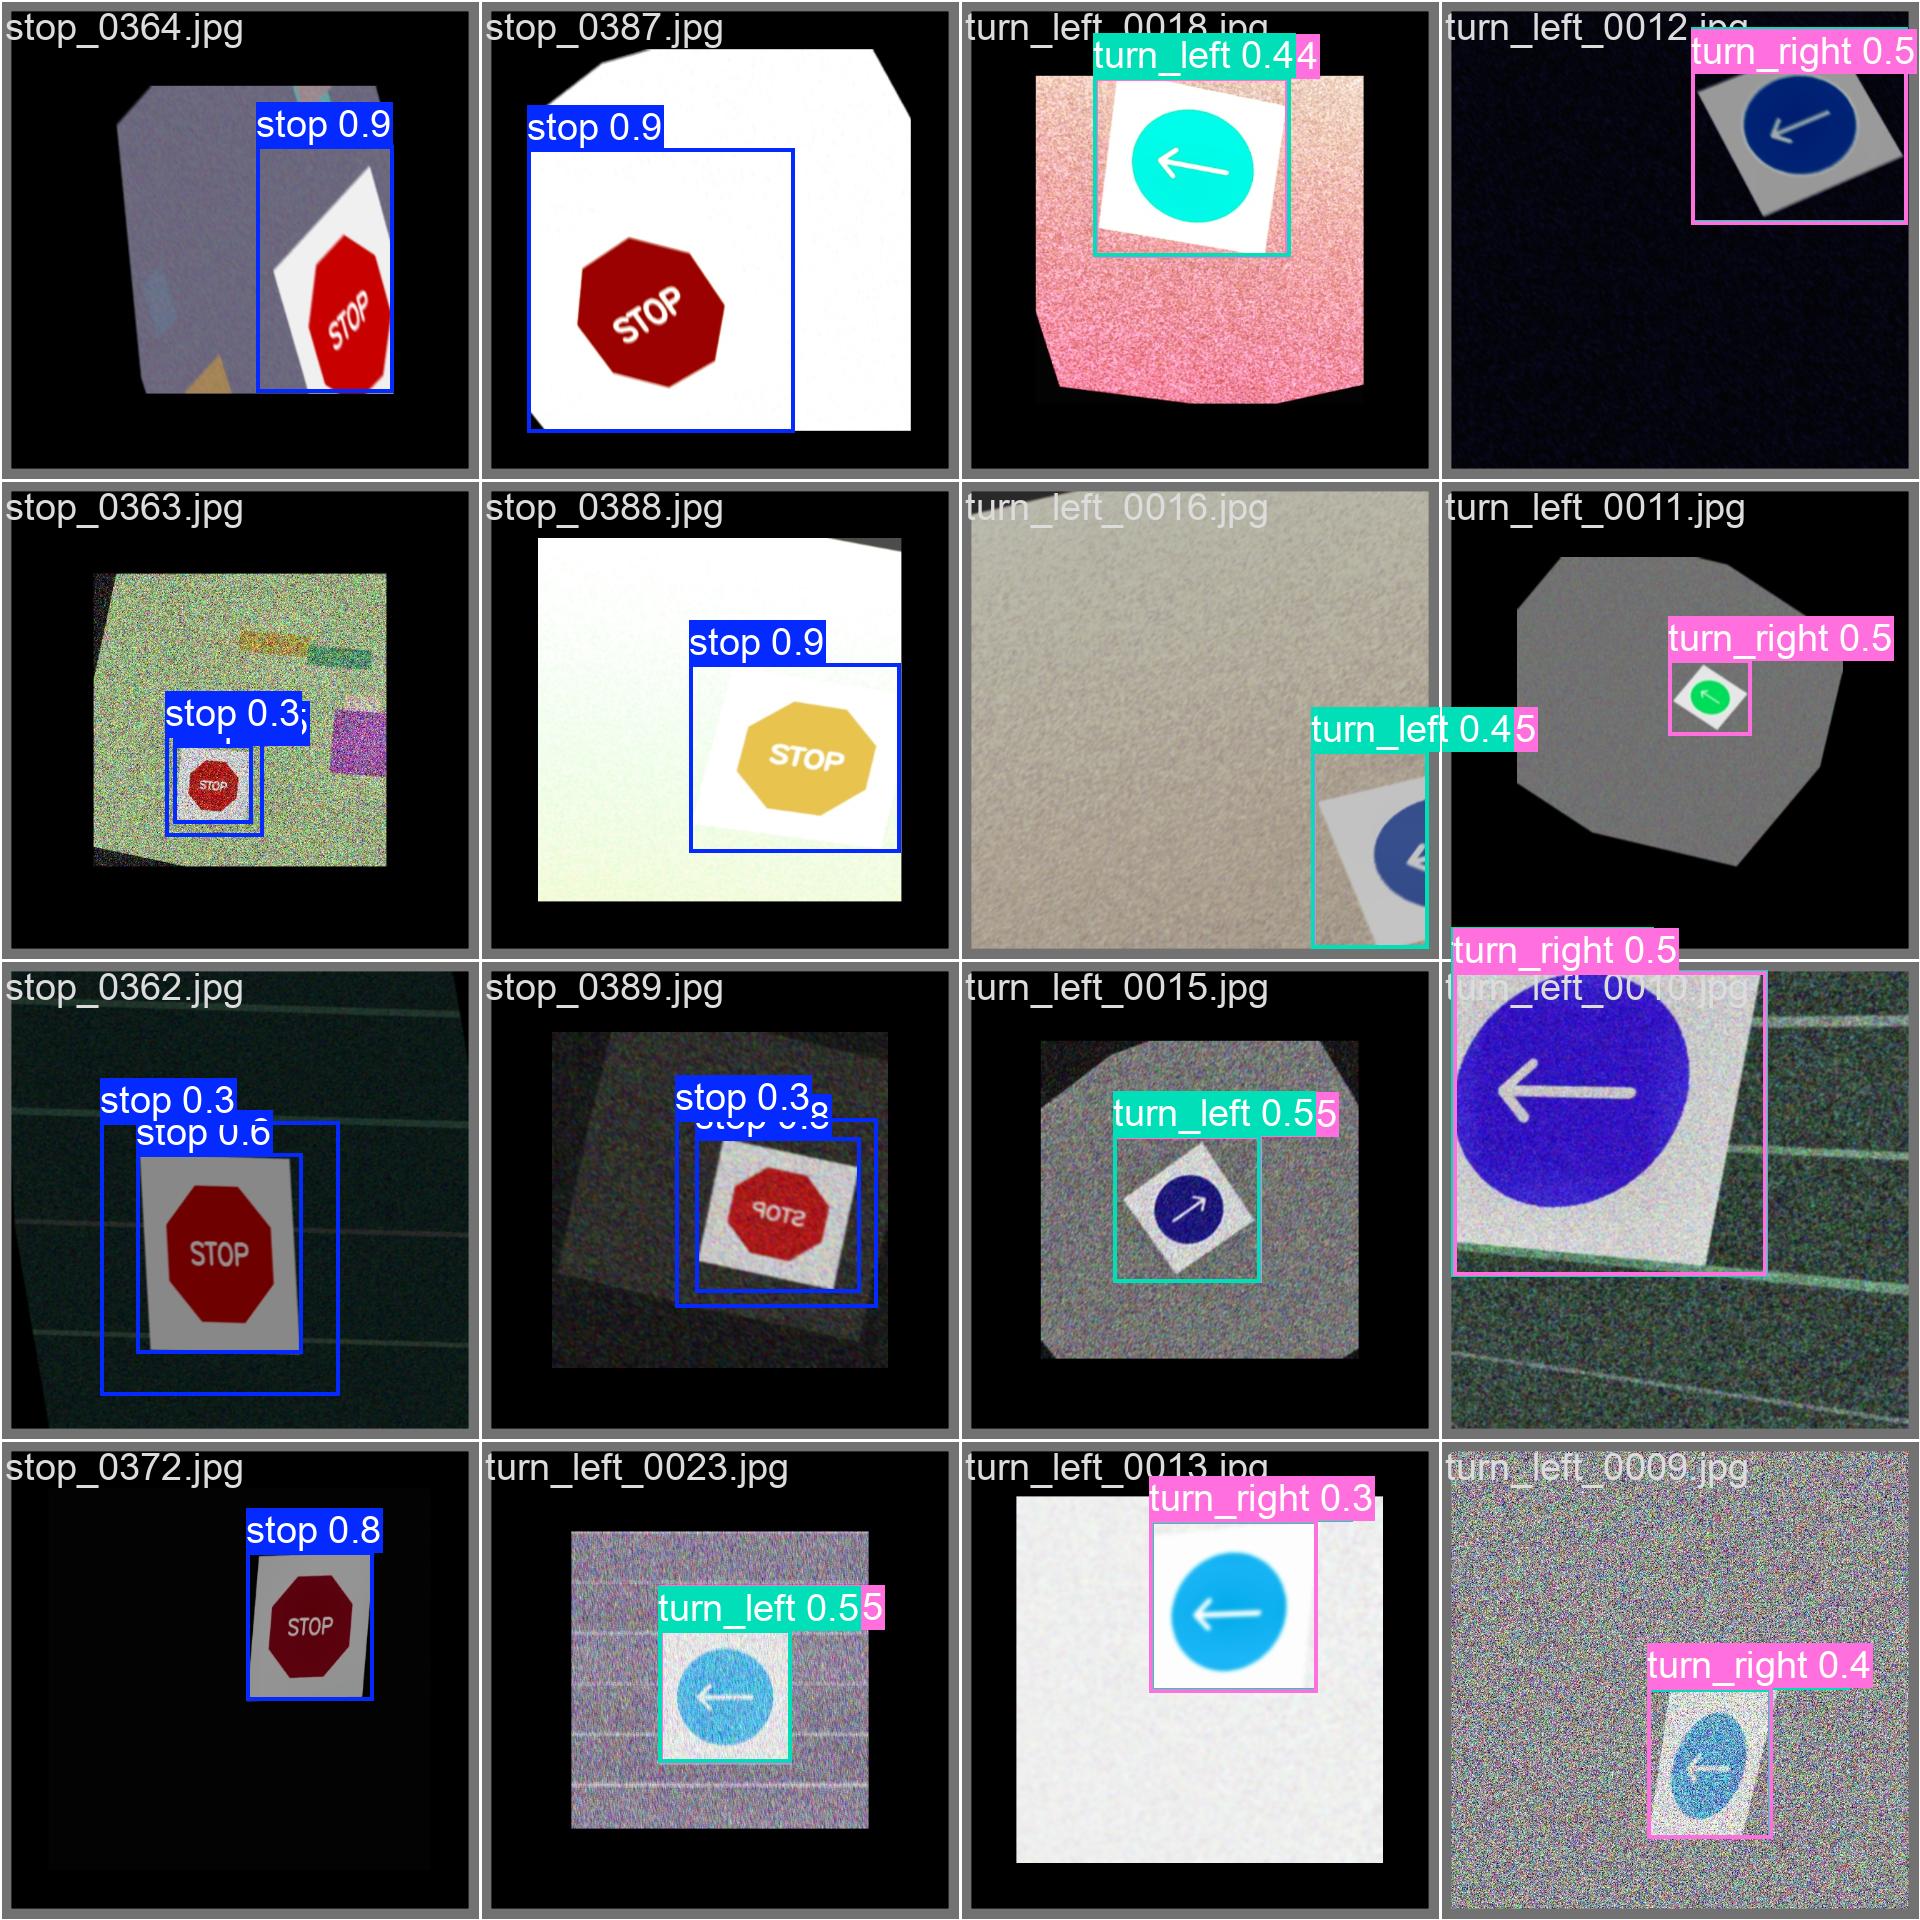 stop_0364.jpg
stop 0.9
STOP
stop_0387.jpg
stop 0.9
STOP
turn_left_0018.jpg
turn_left 0.44
turn_left_0012.jpg
turn_right 0.5
stop_0363.jpg
stop 0.3
STOP
stop_0388.jpg
stop 0.9
STOP
turn_left_0016.jpg
turn_left 0.45
turn_left_0011.jpg
turn_right 0.5
stop_0362.jpg
stop 0.3
stop 0.6
STOP
stop_0389.jpg
stop 0.3
stop 0.8
STOP
turn_left_0015.jpg
turn_left 0.55
turn_right 0.5
turn_left_0010.jpg
stop_0372.jpg
stop 0.8
STOP
turn_left_0023.jpg
turn_left 0.55
turn_left_0013.jpg
turn_right 0.3
turn_left_0009.jpg
turn_right 0.4